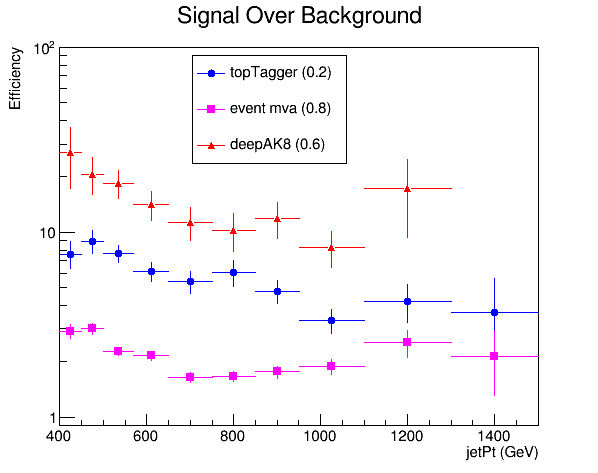 Signal Over Background
Efficiency
10²
10
1
topTagger (0.2)
event mva (0.8)
deepAK8 (0.6)
400 600 800 1000 1200 1400
jetPt (GeV)